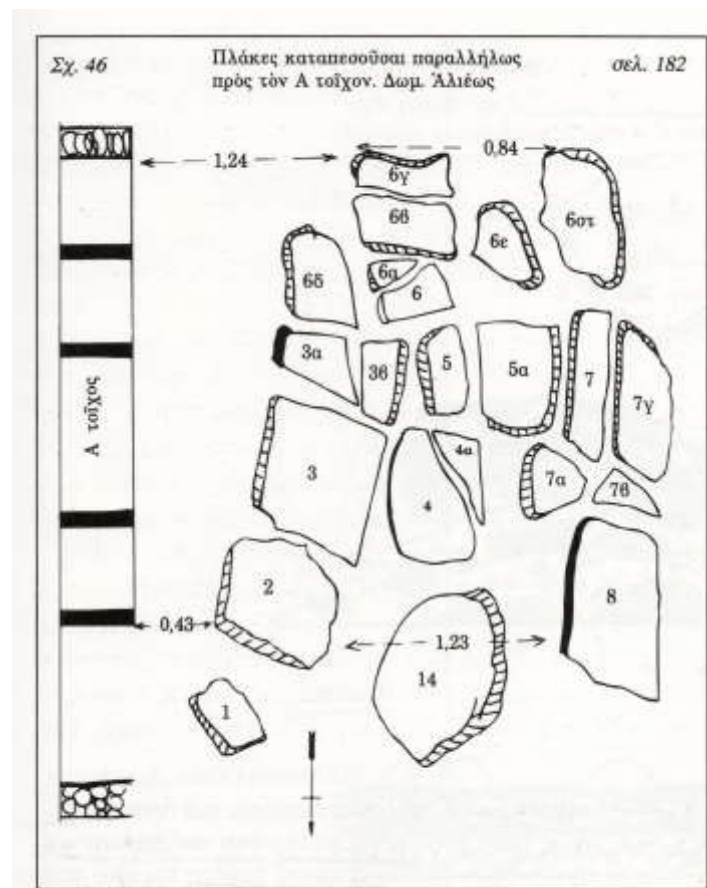 Σχ. 46
Πλάκες καταπεσοῦσαι παραλλήλως
πρὸς τὸν Α τοῖχον. Δωμ. Ἁλιέως
σελ. 182
1,24
0,84
6γ
6β
6ε
6στ
6δ
6α
6
3α
3β
5
5α
7
7γ
Α τοῖχος
3
4α
4
7α
7β
2
8
0,43
1,23
14
1